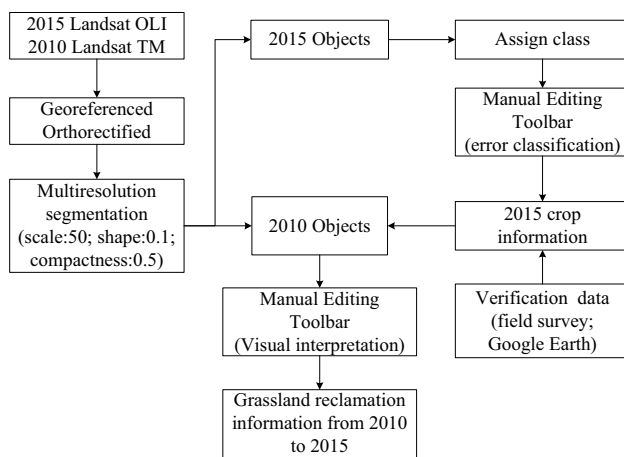 2015 Landsat OLI
2010 Landsat TM
Georeferenced
Orthorectified
Multiresolution
segmentation
(scale:50; shape:0.1;
compactness:0.5)
2015 Objects
Assign class
Manual Editing
Toolbar
(error classification)
2015 crop
information
Verification data
(field survey;
Google Earth)
2010 Objects
Manual Editing
Toolbar
(Visual interpretation)
Grassland reclamation
information from 2010
to 2015